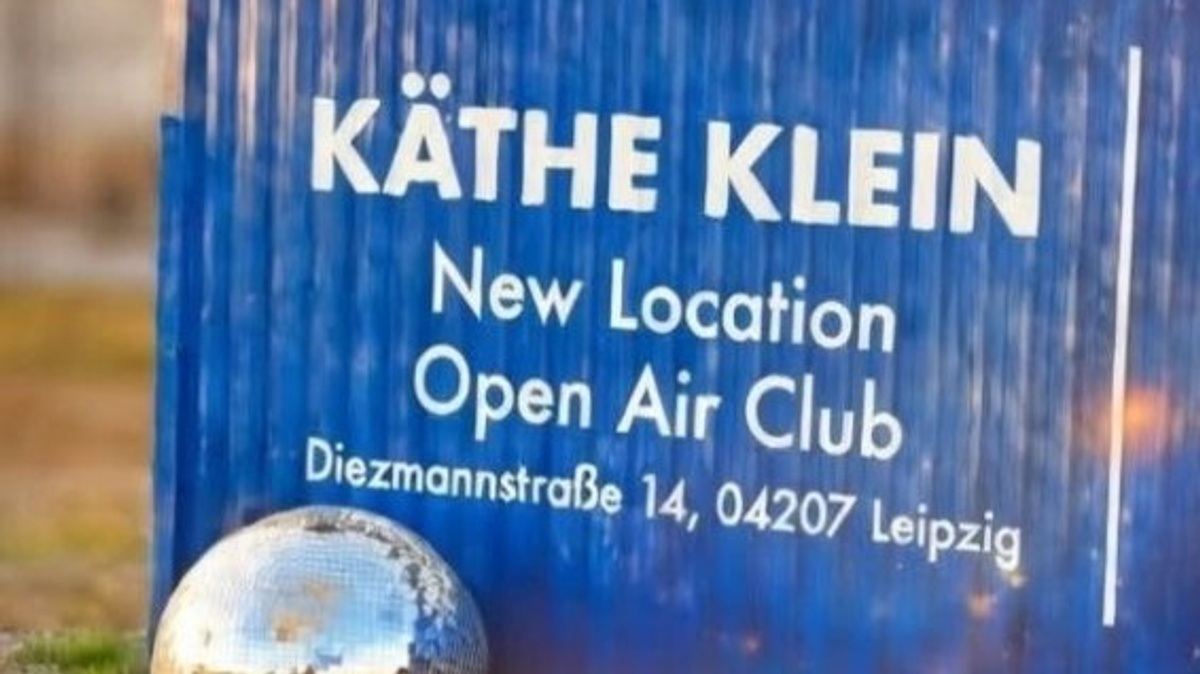 KÄTHE KLEIN
New Location
Open Air Club
Diezmannstraße 14, 04207 Leipzig